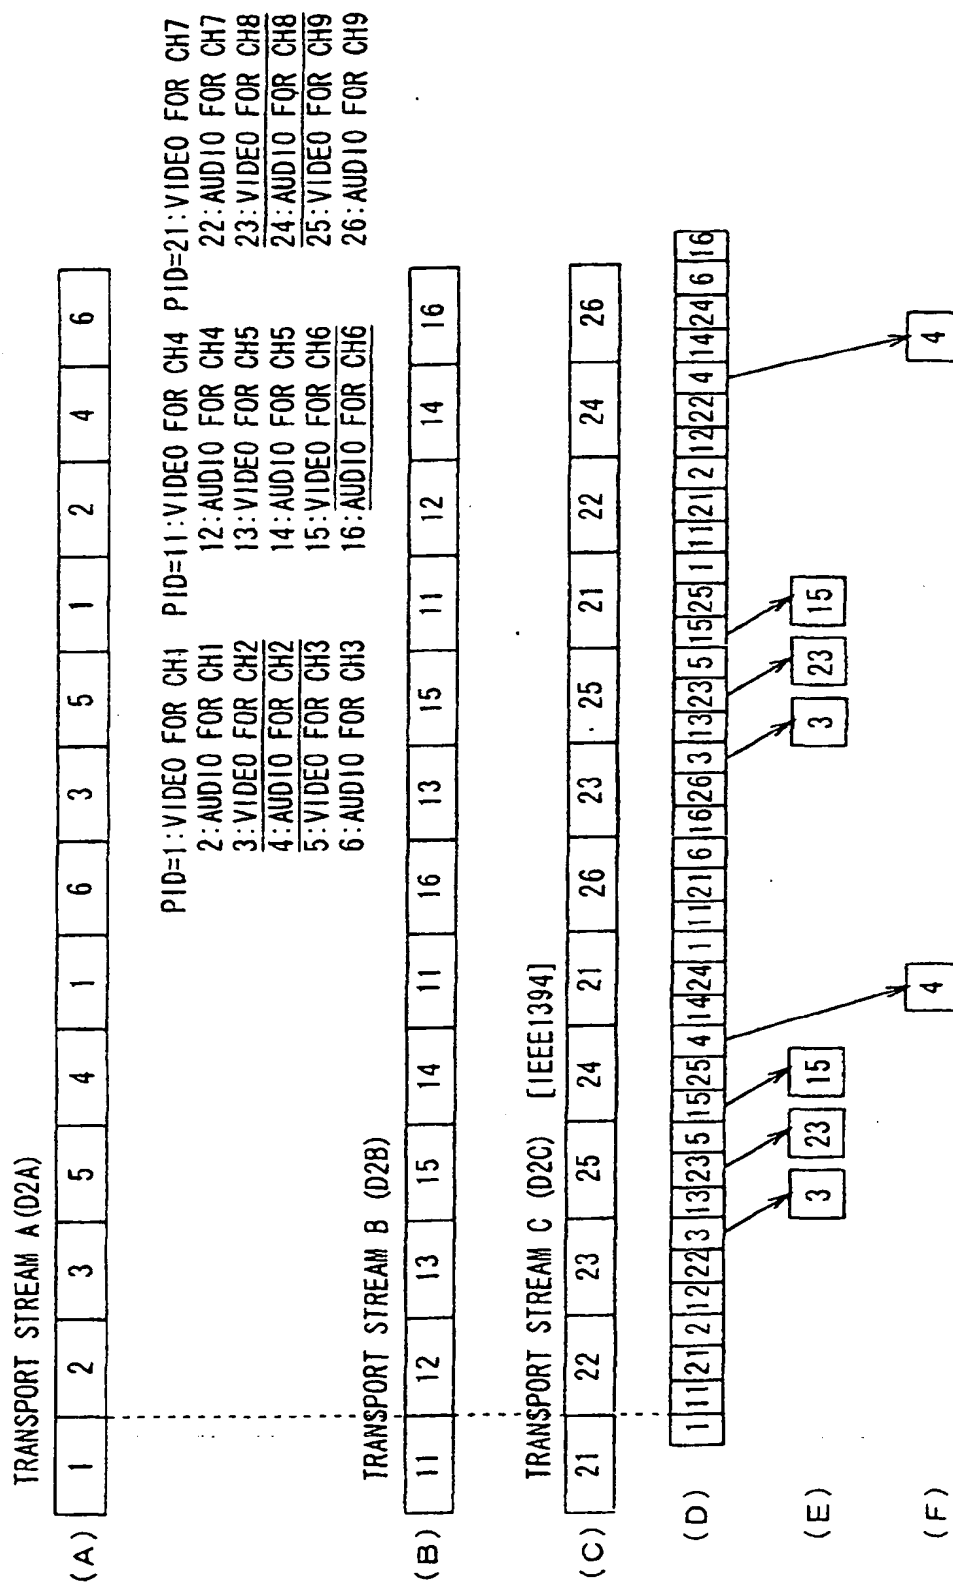 TRANSPORT STREAM A (D2A)
(A) 1 2 3 5 4 1 6 3 5 1 2 4 6
PID=1:VIDEO FOR CH1 PID=11:VIDEO FOR CH4 PID=21:VIDEO FOR CH7
2:AUDIO FOR CH1 12:AUDIO FOR CH4 22:AUDIO FOR CH7
3:VIDEO FOR CH2 13:VIDEO FOR CH5 23:VIDEO FOR CH8
4:AUDIO FOR CH2 14:AUDIO FOR CH5 24:AUDIO FOR CH8
5:VIDEO FOR CH3 15:VIDEO FOR CH6 25:VIDEO FOR CH9
6:AUDIO FOR CH3 16:AUDIO FOR CH6 26:AUDIO FOR CH9
TRANSPORT STREAM B (D2B)
(B) 11 12 13 15 14 11 16 13 15 11 12 14 16
TRANSPORT STREAM C (D2C) [IEEE1394]
(C) 21 22 23 25 24 21 26 23 25 21 22 24 26
(D) 1 11 21 2 12 22 3 13 23 5 15 25 4 14 24 1 11 21 6 16 26 3 13 23 5 15 25 1 11 21 2 12 22 4 14 24 6 16
(E) 3 23 15 3 23 15
(F) 4 4